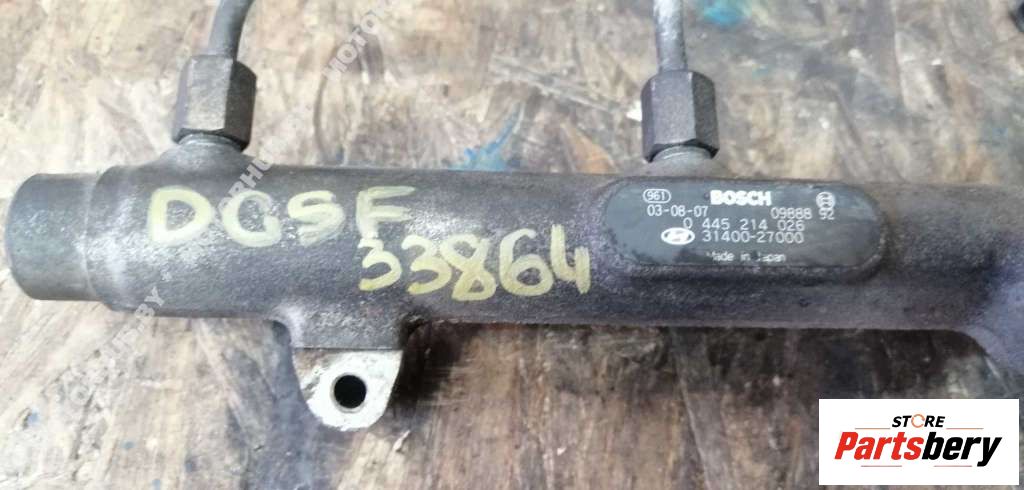 DGSF
33864
961 BOSCH
03-08-07 09888 92
0 445 214 026
31400-27000
Made in Japan
STORE
Partsbery